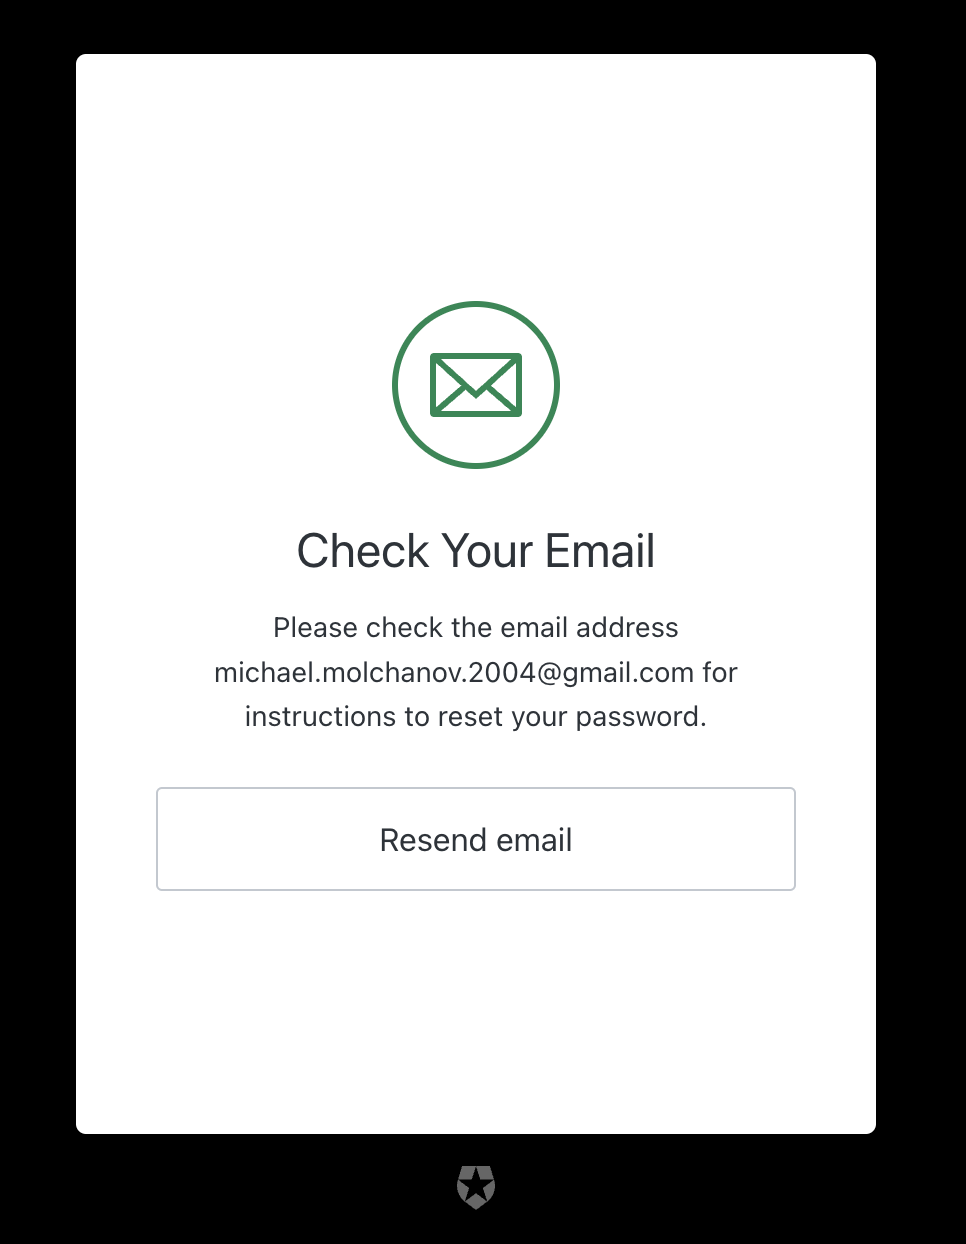 Check Your Email
Please check the email address
michael.molchanov.2004@gmail.com for
instructions to reset your password.
Resend email